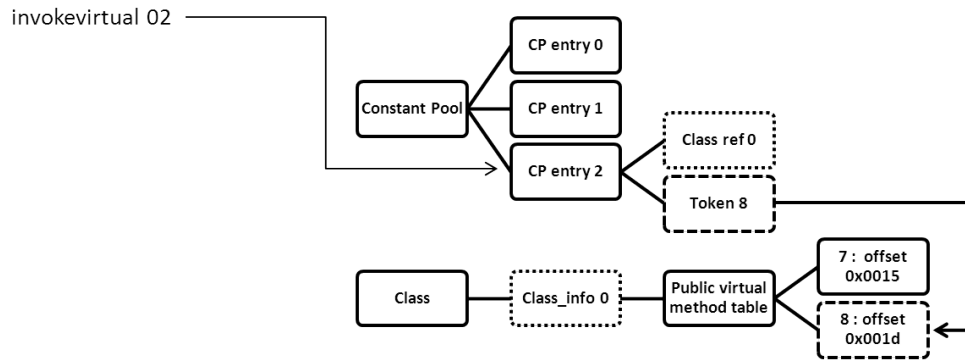 invokevirtual 02
CP entry 0
Constant Pool
CP entry 1
CP entry 2
Class ref 0
Token 8
Class
Class_info 0
Public virtual
method table
7 : offset
0x0015
8 : offset
0x001d